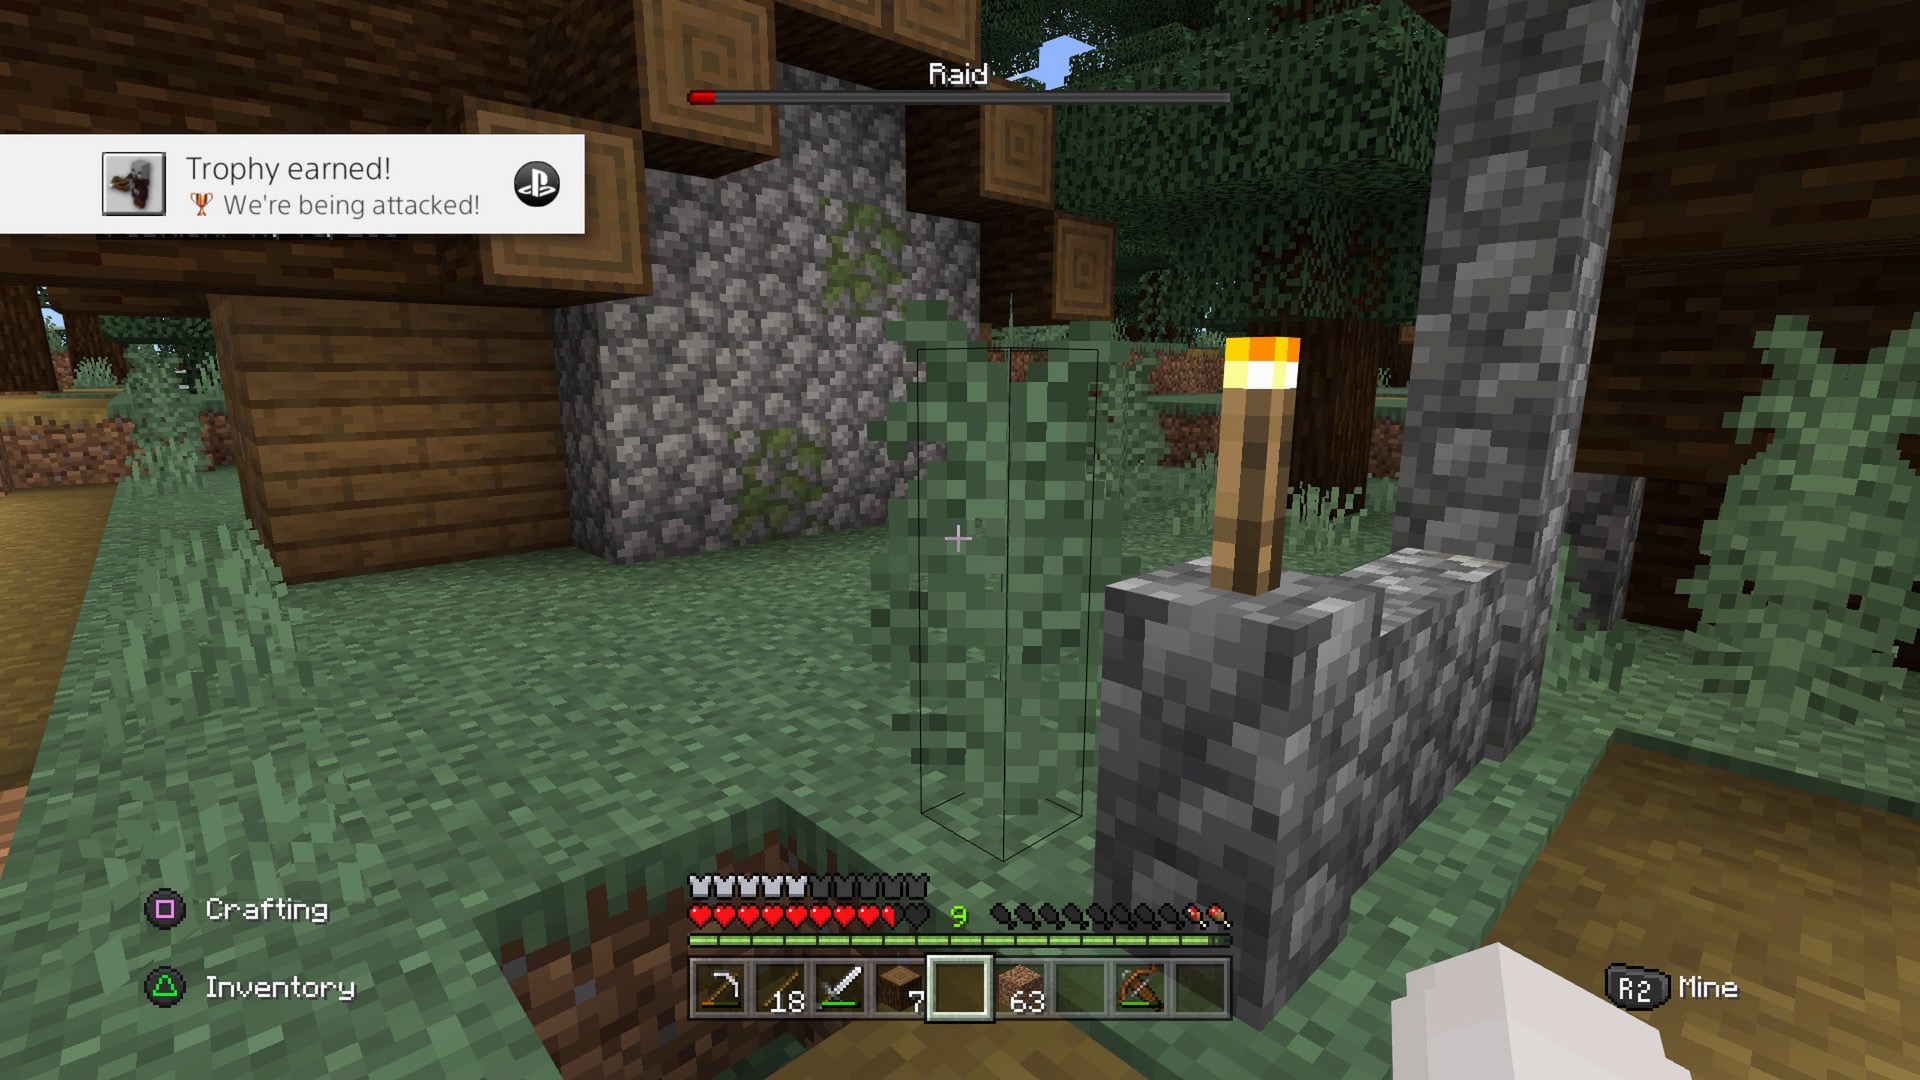 Raid
Trophy earned!
We're being attacked!
9
Crafting
Inventory
18
7
63
R2 Mine